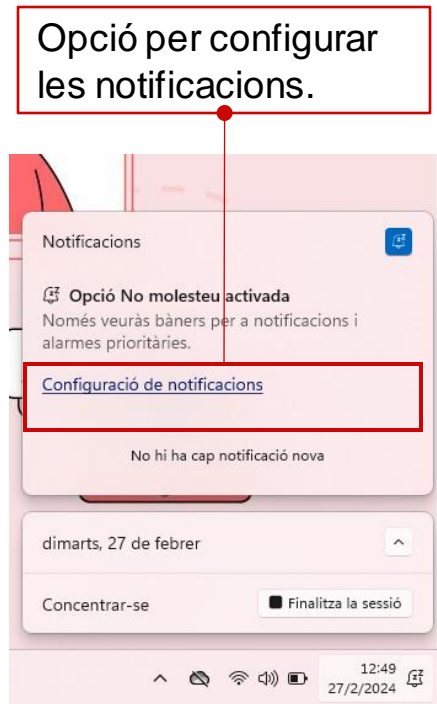 Opció per configurar
les notificacions.
Notificacions
Opció No molesteu activada
Només veuràs bàners per a notificacions i
alarmes prioritàries.
Configuració de notificacions
No hi ha cap notificació nova
dimarts, 27 de febrer
Concentrar-se
Finalitza la sessió
12:49
27/2/2024